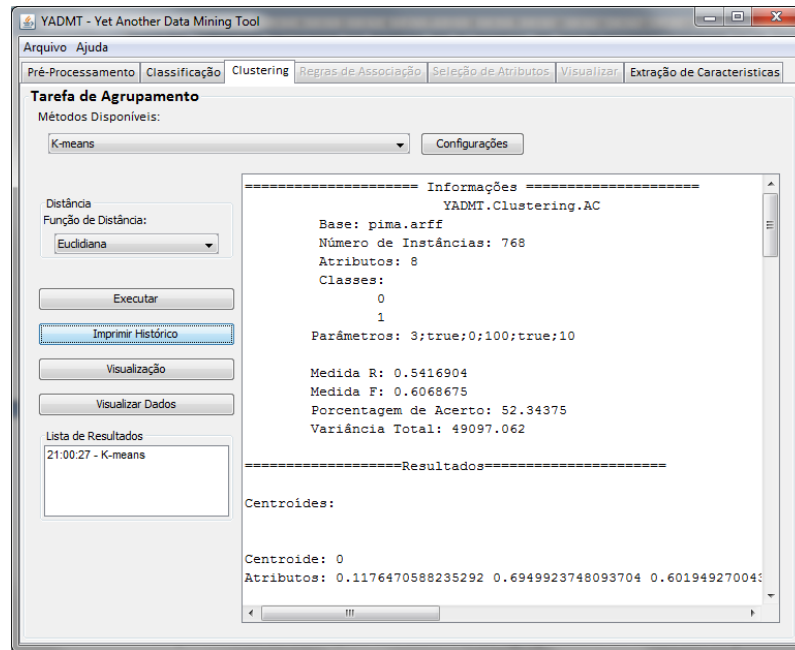 YADMT - Yet Another Data Mining Tool
Arquivo Ajuda
Pré-Processamento Classificação Clustering Regras de Associação Seleção de Atributos Visualizar Extração de Caracteristicas
Tarefa de Agrupamento
Métodos Disponíveis:
K-means Configurações
Distância
Função de Distância:
Euclidiana
Executar
Imprimir Histórico
Visualização
Visualizar Dados
Lista de Resultados
21:00:27 - K-means
===================== Informações =====================
YADMT.Clustering.AC
Base: pima.arff
Número de Instâncias: 768
Atributos: 8
Classes:
0
1
Parâmetros: 3;true;0;100;true;10
Medida R: 0.5416904
Medida F: 0.6068675
Porcentagem de Acerto: 52.34375
Variância Total: 49097.062
===================Resultados======================
Centroídes:
Centroide: 0
Atributos: 0.1176470588235292 0.6949923748093704 0.601949270043